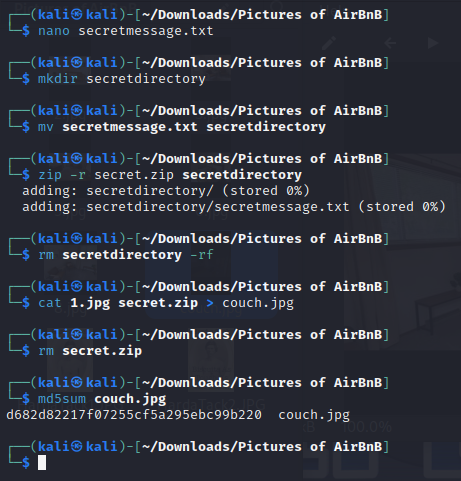 ┌──(kali㉿kali)-[~/Downloads/Pictures of AirBnB]
└─$ nano secretmessage.txt
┌──(kali㉿kali)-[~/Downloads/Pictures of AirBnB]
└─$ mkdir secretdirectory
┌──(kali㉿kali)-[~/Downloads/Pictures of AirBnB]
└─$ mv secretmessage.txt secretdirectory
┌──(kali㉿kali)-[~/Downloads/Pictures of AirBnB]
└─$ zip -r secret.zip secretdirectory
  adding: secretdirectory/ (stored 0%)
  adding: secretdirectory/secretmessage.txt (stored 0%)
┌──(kali㉿kali)-[~/Downloads/Pictures of AirBnB]
└─$ rm secretdirectory -rf
┌──(kali㉿kali)-[~/Downloads/Pictures of AirBnB]
└─$ cat 1.jpg secret.zip > couch.jpg
┌──(kali㉿kali)-[~/Downloads/Pictures of AirBnB]
└─$ rm secret.zip
┌──(kali㉿kali)-[~/Downloads/Pictures of AirBnB]
└─$ md5sum couch.jpg
d682d82217f07255cf5a295ebc99b220  couch.jpg
┌──(kali㉿kali)-[~/Downloads/Pictures of AirBnB]
└─$